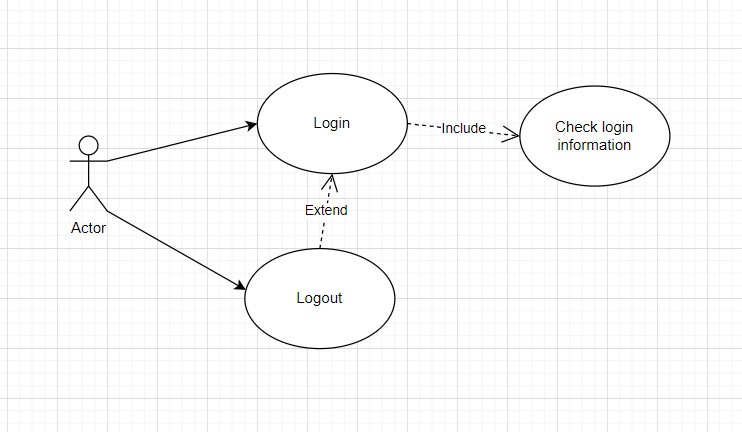 Login
Include
Check login
information
Extend
Actor
Logout